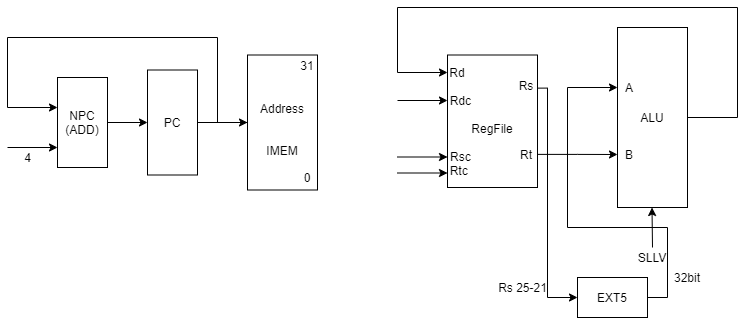 NPC
(ADD)
4
PC
31
Address
IMEM
0
Rd
Rdc
RegFile
Rsc
Rtc
Rs
Rt
A
ALU
B
SLLV
Rs 25-21
EXT5
32bit